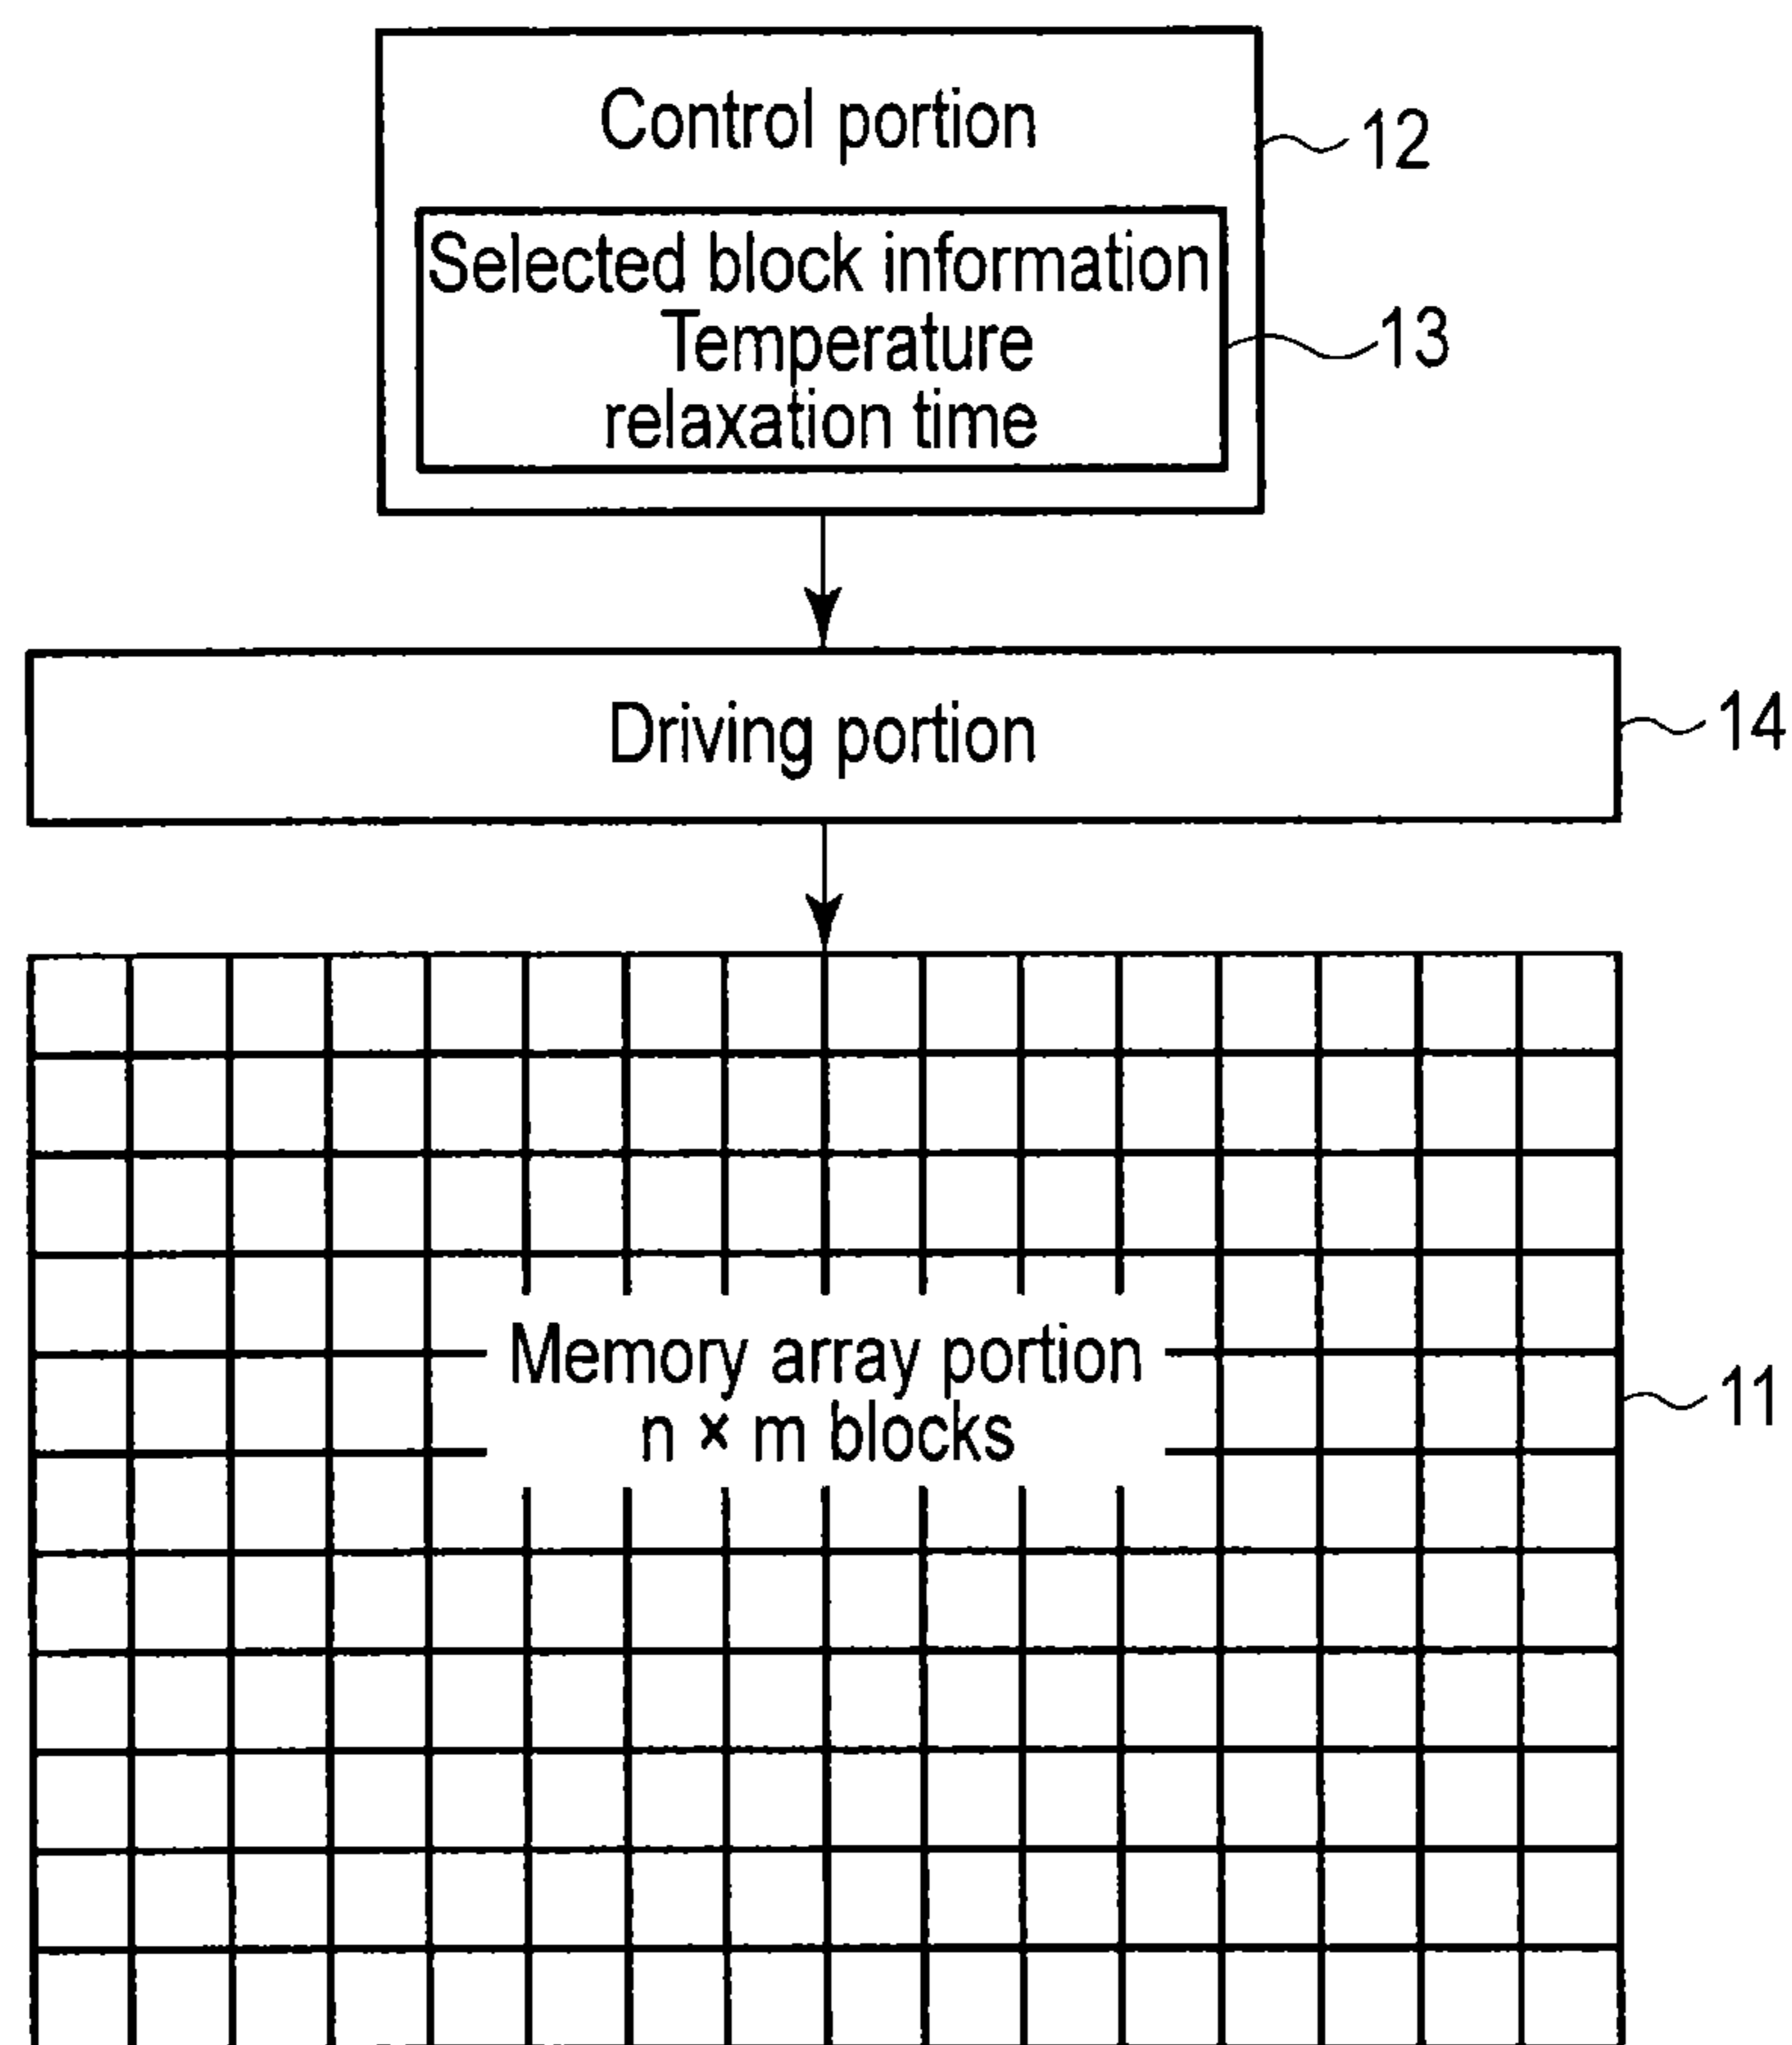 Control portion
12
Selected block information
Temperature
relaxation time
13
Driving portion
14
Memory array portion
n × m blocks
11